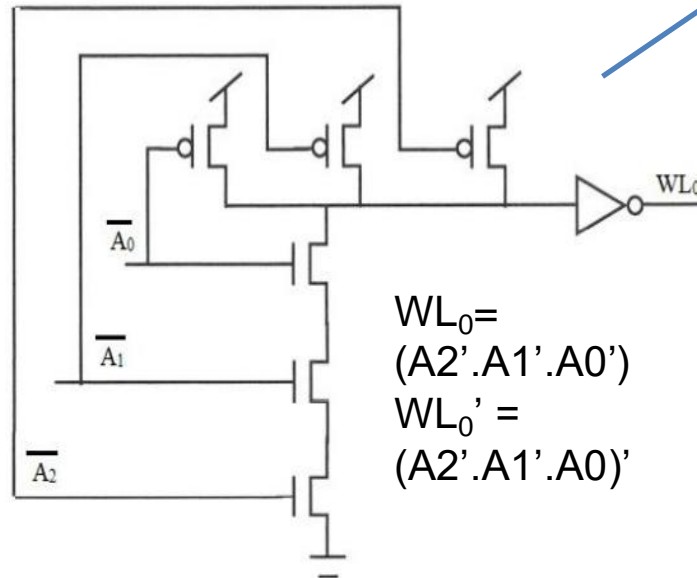 WL₀
A̅₀
A̅₁
WL₀=
(A2’.A1’.A0’)
WL₀’ =
(A2’.A1’.A0)’
A̅₂